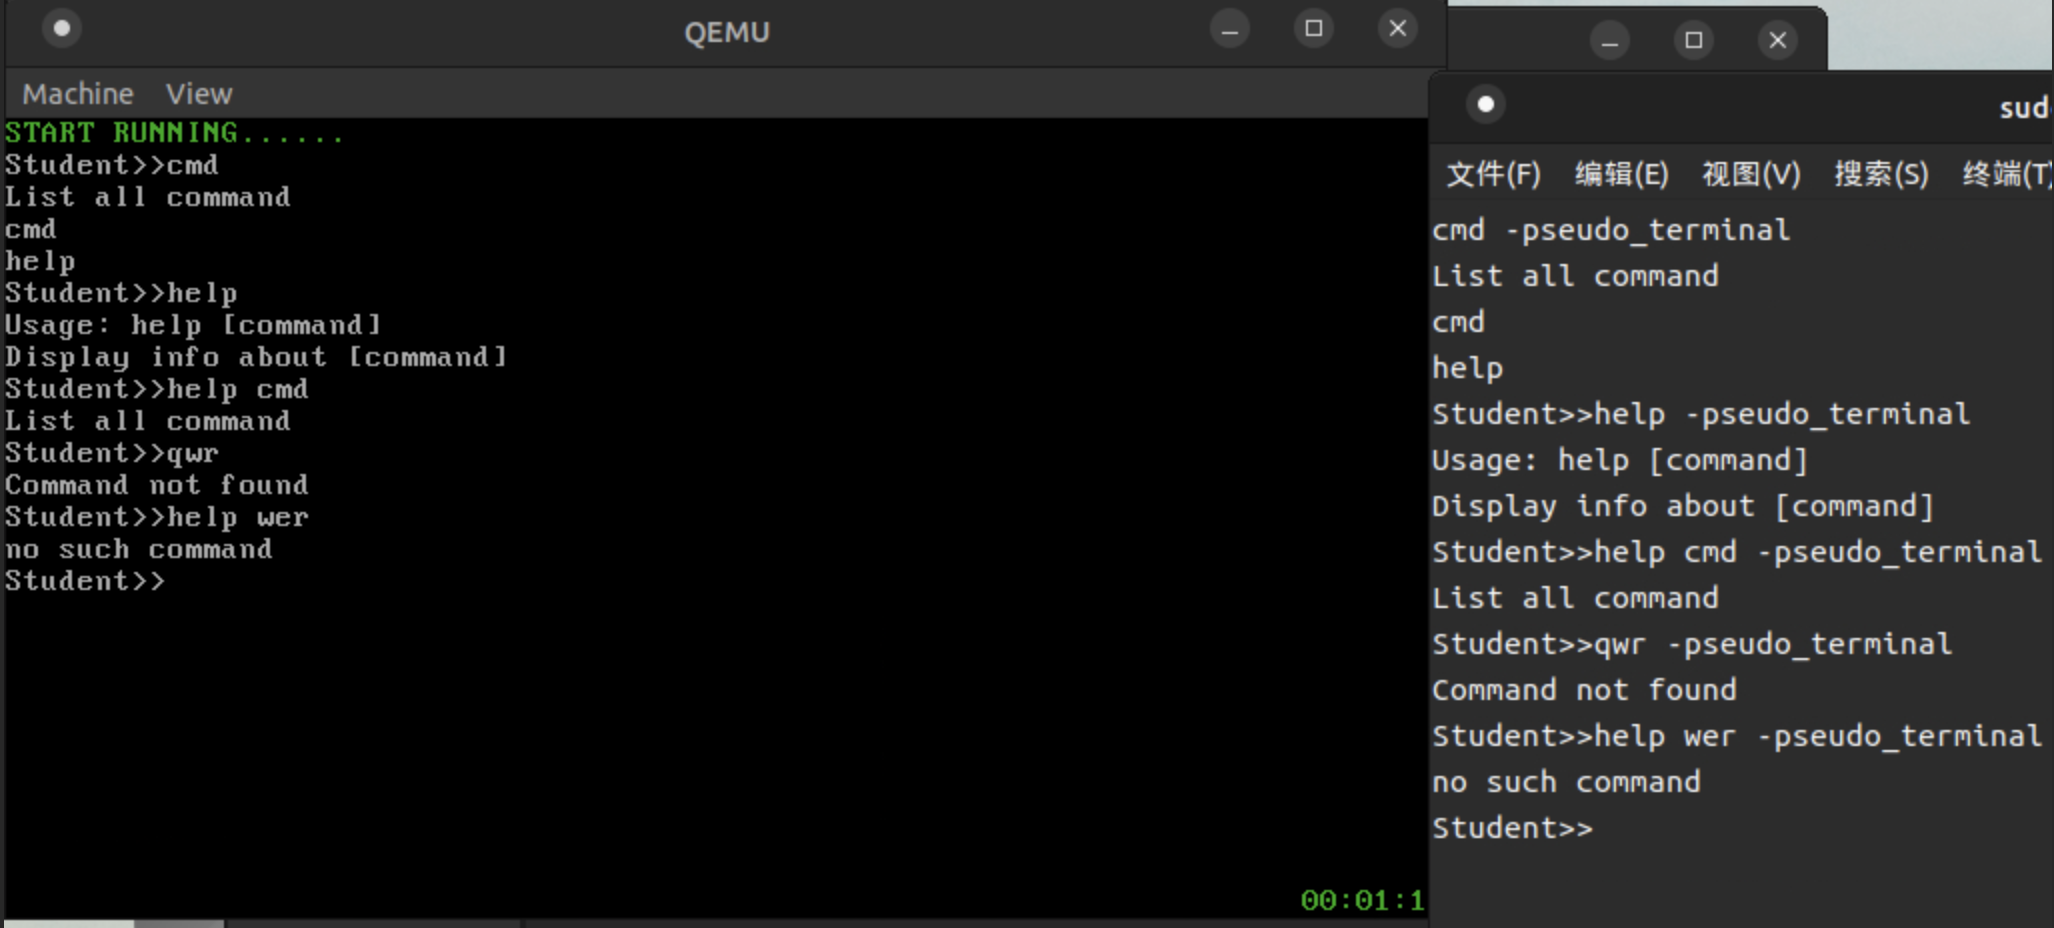 QEMU
Machine View
START RUNNING......
Student>>cmd
List all command
cmd
help
Student>>help
Usage: help [command]
Display info about [command]
Student>>help cmd
List all command
Student>>qwr
Command not found
Student>>help wer
no such command
Student>>
00:01:1
sud
文件(F) 编辑(E) 视图(V) 搜索(S) 终端(T)
cmd -pseudo_terminal
List all command
cmd
help
Student>>help -pseudo_terminal
Usage: help [command]
Display info about [command]
Student>>help cmd -pseudo_terminal
List all command
Student>>qwr -pseudo_terminal
Command not found
Student>>help wer -pseudo_terminal
no such command
Student>>